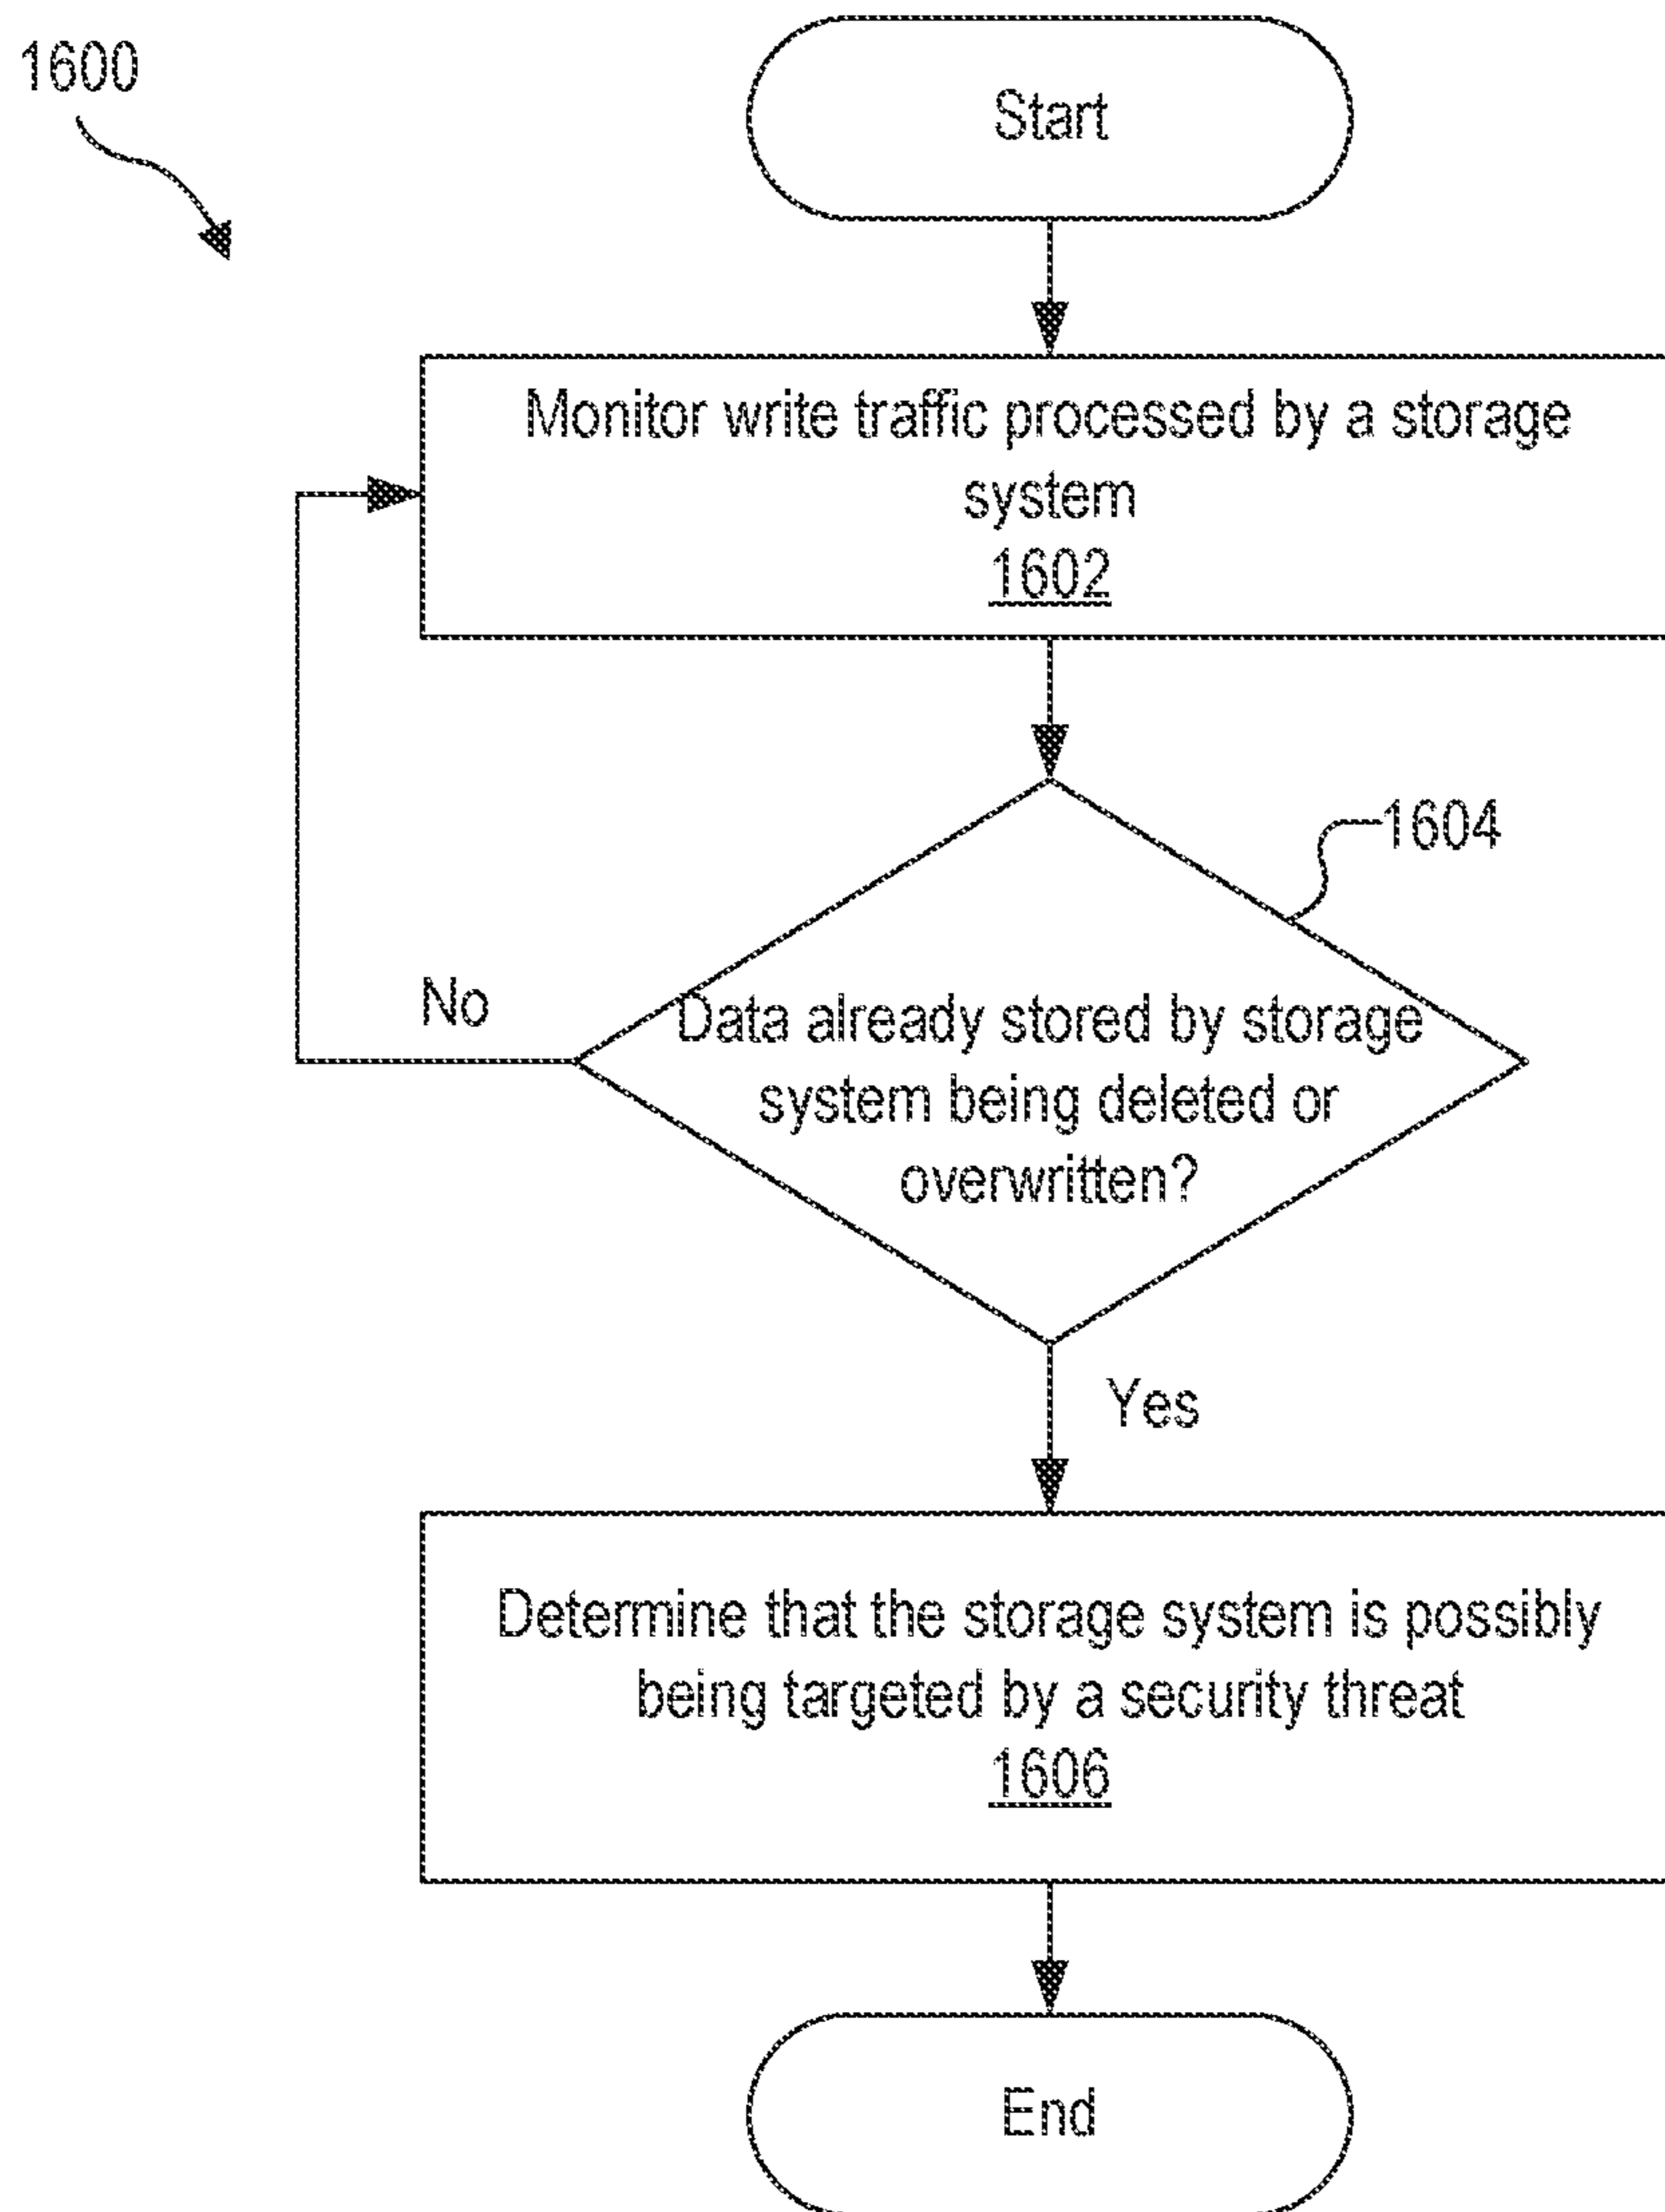 1600
Start
Monitor write traffic processed by a storage
system
1602
1604
No
Data already stored by storage
system being deleted or
overwritten?
Yes
Determine that the storage system is possibly
being targeted by a security threat
1606
End